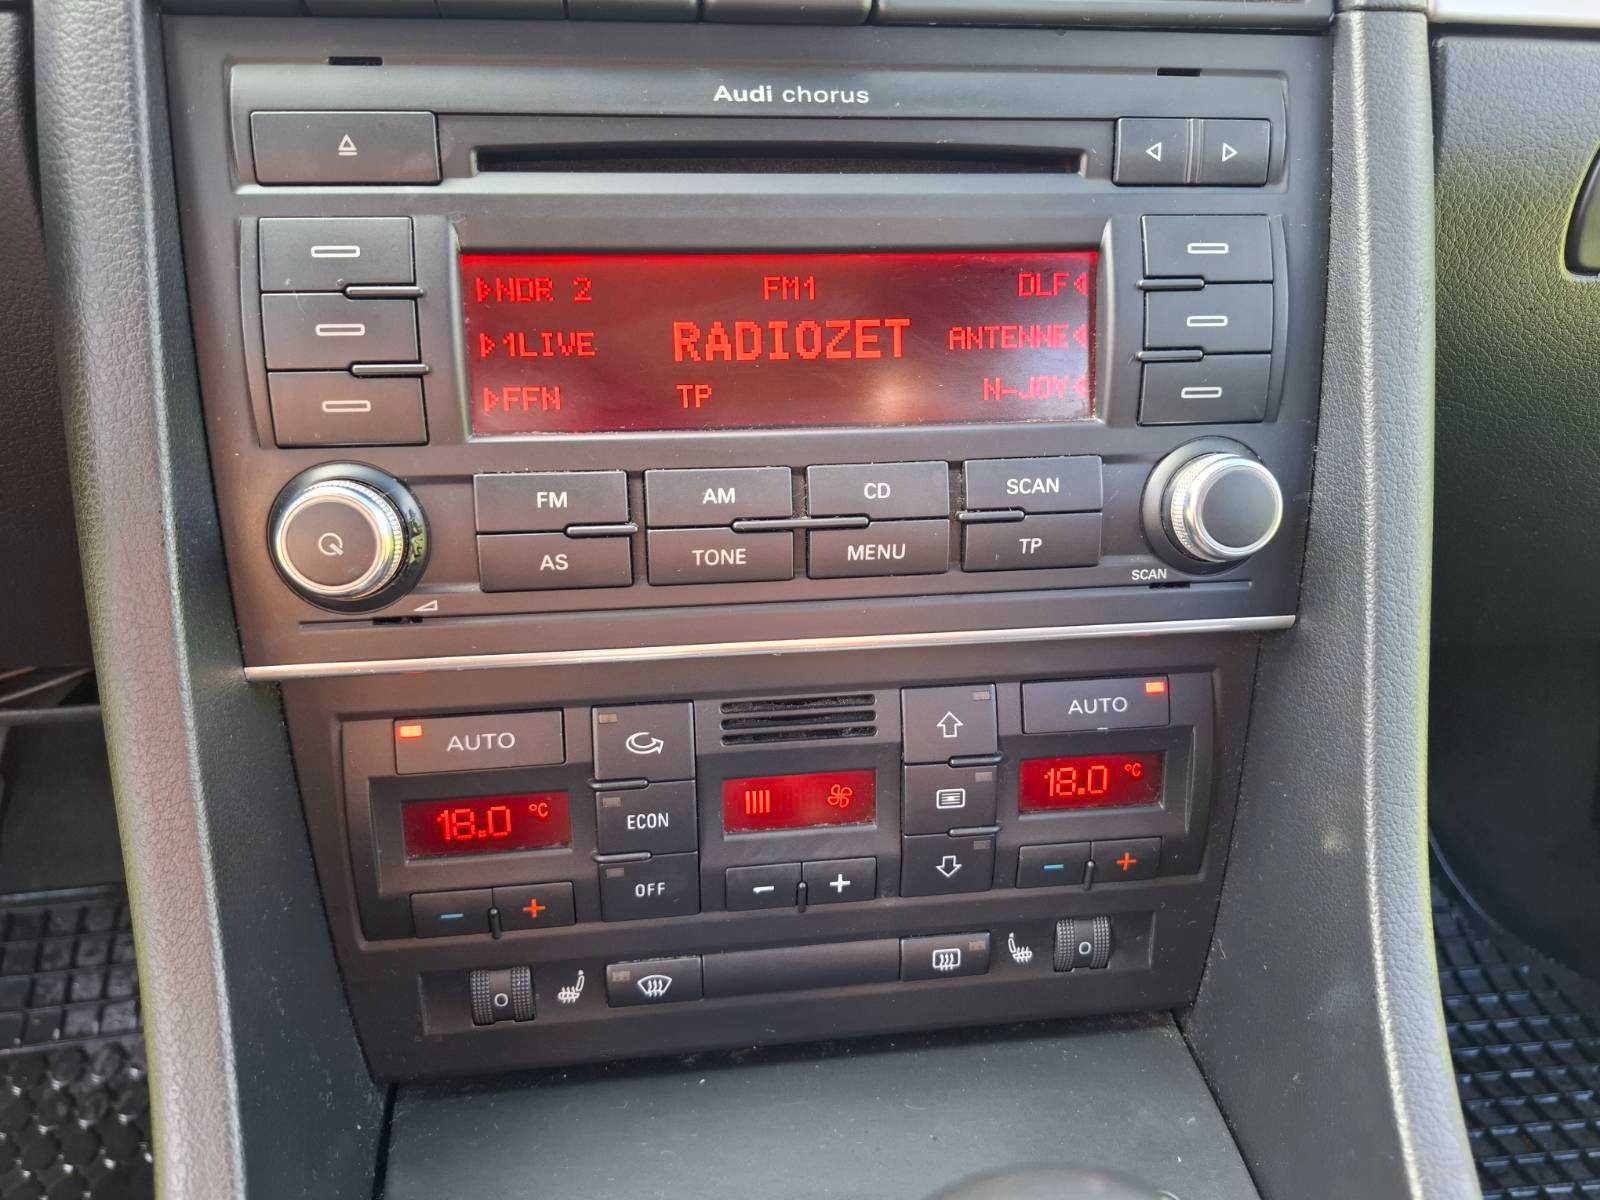 Audi chorus
NDR 2 FM1 DLF
1LIVE RADIOZET ANTENNE
FFN TP N-JOY
FM AM CD SCAN
AS TONE MENU TP
SCAN
AUTO AUTO
18.0 °C ECON 18.0 °C
OFF